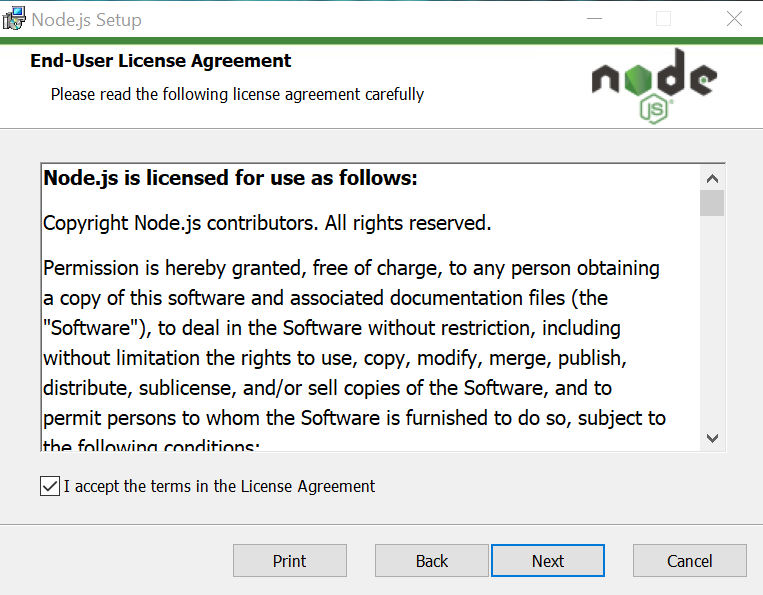 Node.js Setup
End-User License Agreement
Please read the following license agreement carefully
node
JS
Node.js is licensed for use as follows:
Copyright Node.js contributors. All rights reserved.
Permission is hereby granted, free of charge, to any person obtaining
a copy of this software and associated documentation files (the
"Software"), to deal in the Software without restriction, including
without limitation the rights to use, copy, modify, merge, publish,
distribute, sublicense, and/or sell copies of the Software, and to
permit persons to whom the Software is furnished to do so, subject to
the following conditions:
I accept the terms in the License Agreement
Print Back Next Cancel